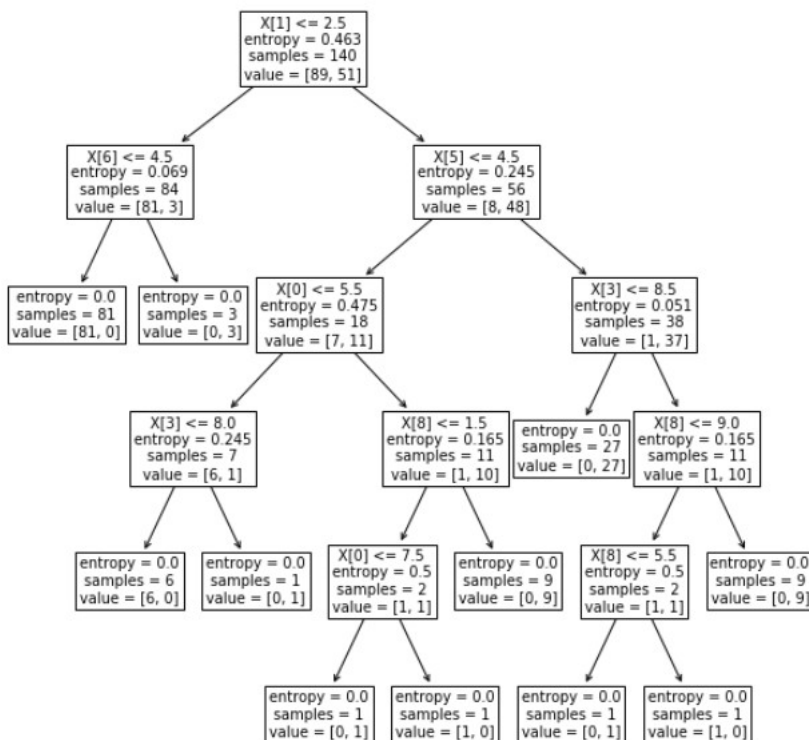 X[1] <= 2.5
entropy = 0.463
samples = 140
value = [89, 51]
X[6] <= 4.5
entropy = 0.069
samples = 84
value = [81, 3]
X[5] <= 4.5
entropy = 0.245
samples = 56
value = [8, 48]
entropy = 0.0
samples = 81
value = [81, 0]
entropy = 0.0
samples = 3
value = [0, 3]
X[0] <= 5.5
entropy = 0.475
samples = 18
value = [7, 11]
X[3] <= 8.5
entropy = 0.051
samples = 38
value = [1, 37]
X[3] <= 8.0
entropy = 0.245
samples = 7
value = [6, 1]
X[8] <= 1.5
entropy = 0.165
samples = 11
value = [1, 10]
entropy = 0.0
samples = 27
value = [0, 27]
X[8] <= 9.0
entropy = 0.165
samples = 11
value = [1, 10]
entropy = 0.0
samples = 6
value = [6, 0]
entropy = 0.0
samples = 1
value = [0, 1]
X[0] <= 7.5
entropy = 0.5
samples = 2
value = [1, 1]
entropy = 0.0
samples = 9
value = [0, 9]
X[8] <= 5.5
entropy = 0.5
samples = 2
value = [1, 1]
entropy = 0.0
samples = 9
value = [0, 9]
entropy = 0.0
samples = 1
value = [0, 1]
entropy = 0.0
samples = 1
value = [1, 0]
entropy = 0.0
samples = 1
value = [0, 1]
entropy = 0.0
samples = 1
value = [1, 0]